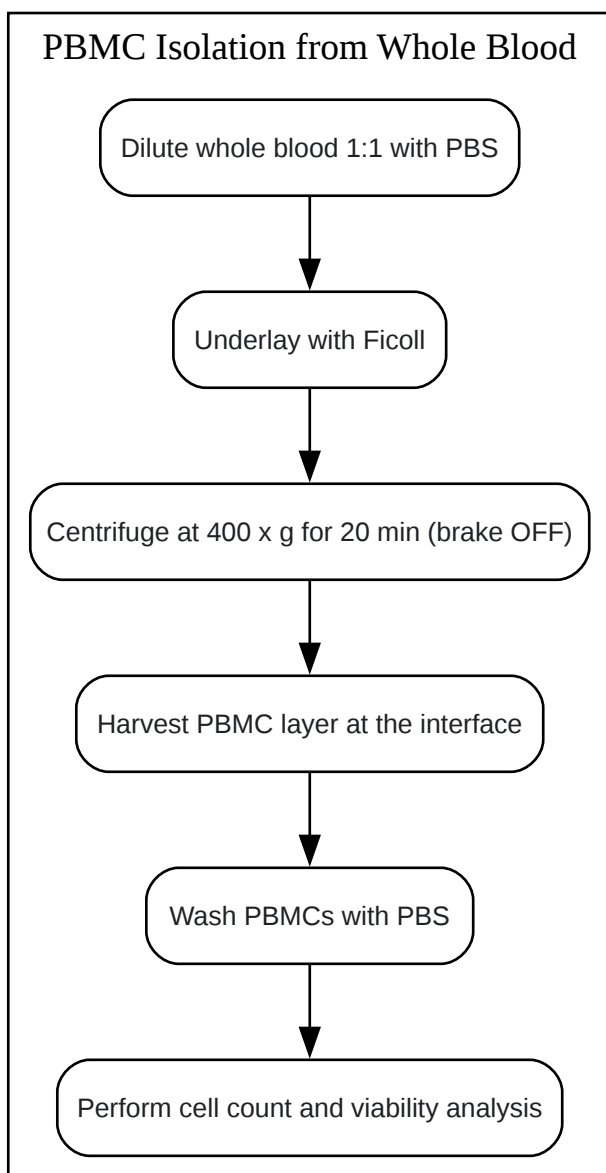 PBMC Isolation from Whole Blood
Dilute whole blood 1:1 with PBS
Underlay with Ficoll
Centrifuge at 400 x g for 20 min (brake OFF)
Harvest PBMC layer at the interface
Wash PBMCs with PBS
Perform cell count and viability analysis